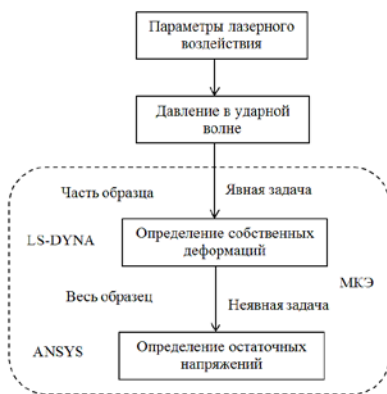 Параметры лазерного
воздействия
Давление в ударной
волне
Часть образца
Явная задача
LS-DYNA
Определение собственных
деформаций
МКЭ
Весь образец
Неявная задача
ANSYS
Определение остаточных
напряжений